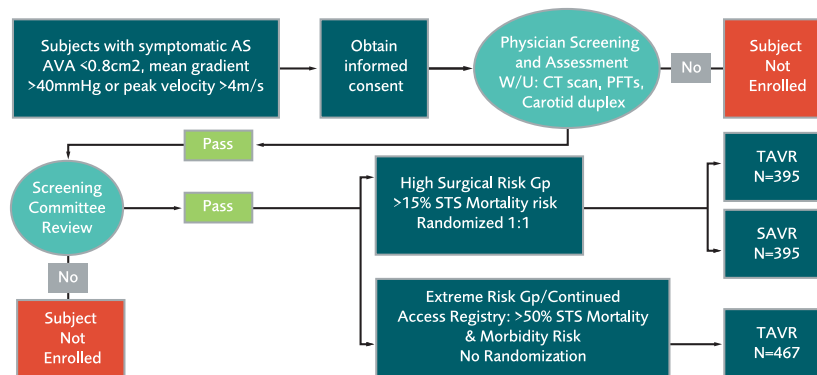 Subjects with symptomatic AS
AVA <0.8cm2, mean gradient
>40mmHg or peak velocity >4m/s
Obtain
informed
consent
Physician Screening
and Assessment
W/U: CT scan, PFTs,
Carotid duplex
No
Subject
Not
Enrolled
Pass
Screening
Committee
Review
Pass
No
Subject
Not
Enrolled
High Surgical Risk Gp
>15% STS Mortality risk
Randomized 1:1
TAVR
N=395
SAVR
N=395
Extreme Risk Gp/Continued
Access Registry: >50% STS Mortality
& Morbidity Risk
No Randomization
TAVR
N=467